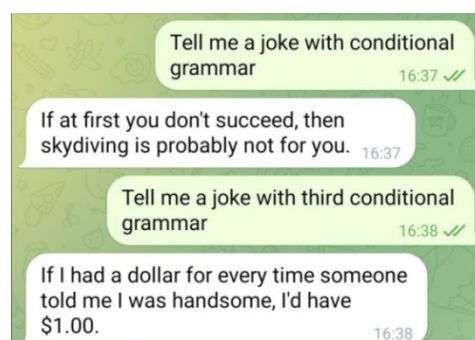 Tell me a joke with conditional
grammar
16:37
If at first you don't succeed, then
skydiving is probably not for you. 16:37
Tell me a joke with third conditional
grammar
16:38
If I had a dollar for every time someone
told me I was handsome, I'd have
$1.00.
16:38